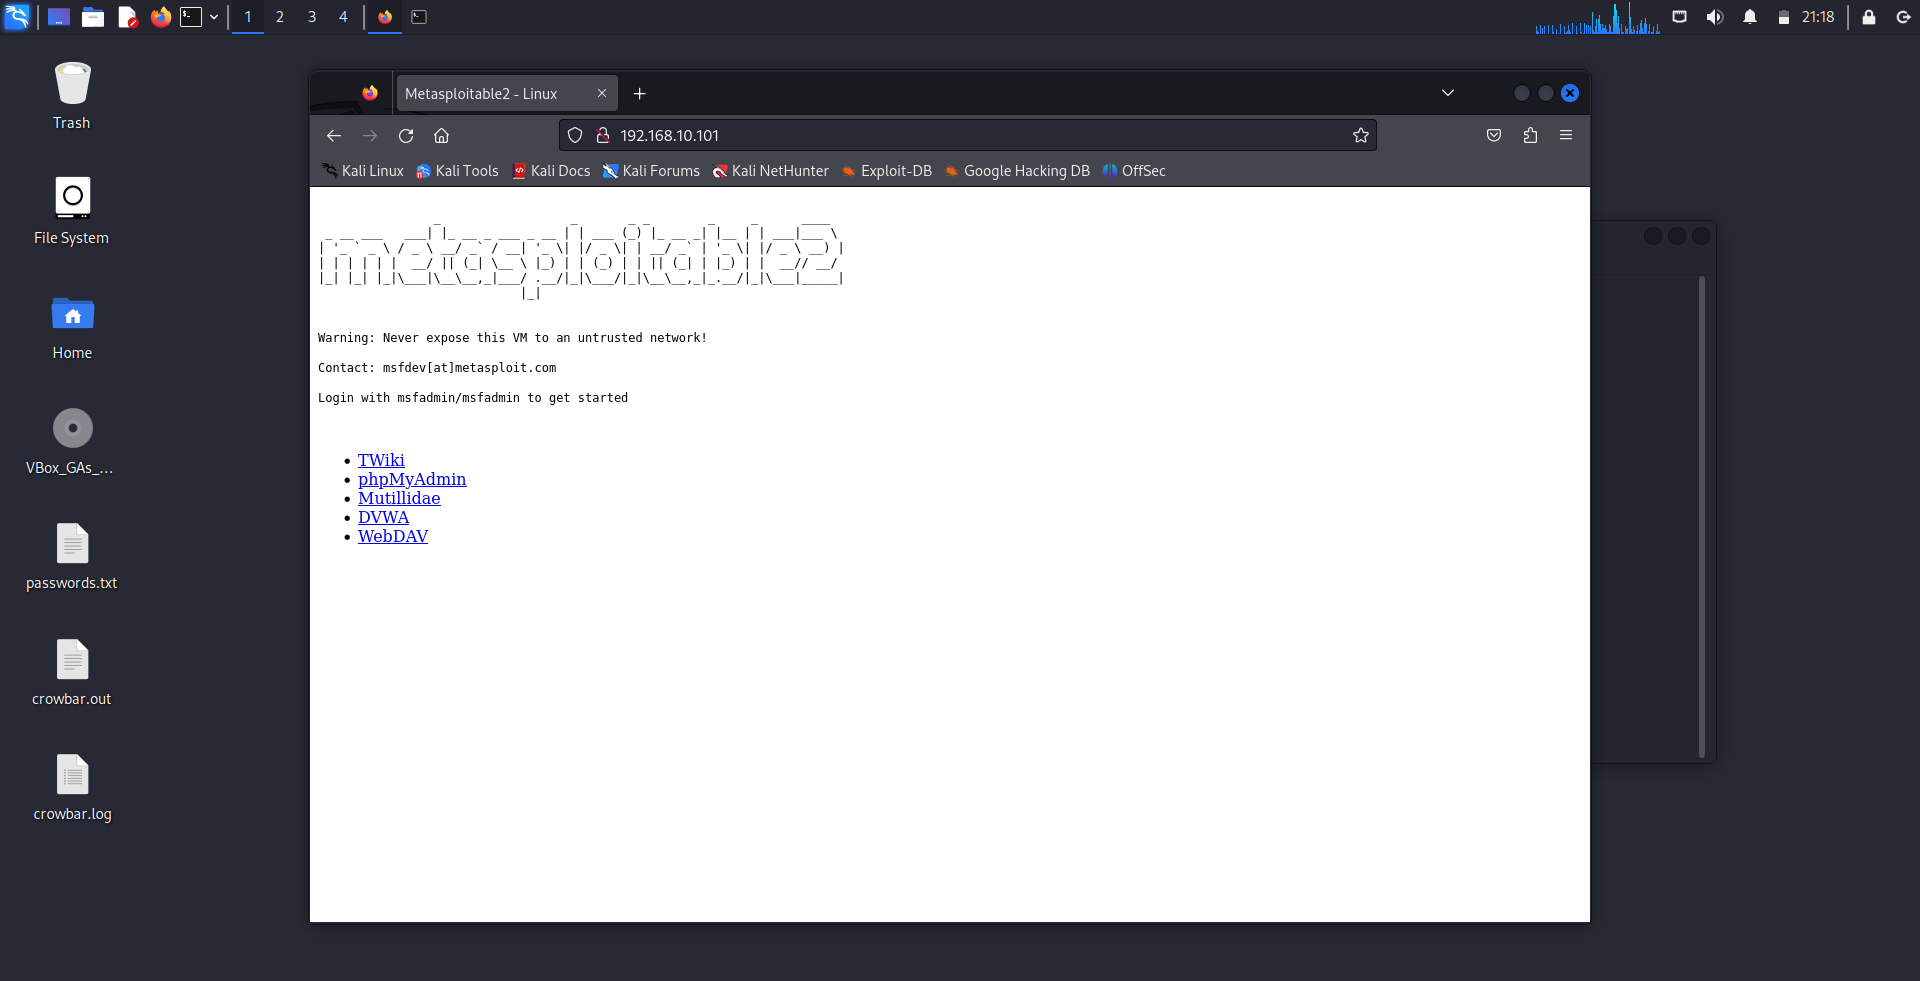 1 2 3 4
21:18
Trash
File System
Home
VBox_GAs_...
passwords.txt
crowbar.out
crowbar.log
Metasploitable2 - Linux
192.168.10.101
Kali Linux Kali Tools Kali Docs Kali Forums Kali NetHunter Exploit-DB Google Hacking DB OffSec
metasploitable2
Warning: Never expose this VM to an untrusted network!
Contact: msfdev[at]metasploit.com
Login with msfadmin/msfadmin to get started
TWiki
phpMyAdmin
Mutillidae
DVWA
WebDAV